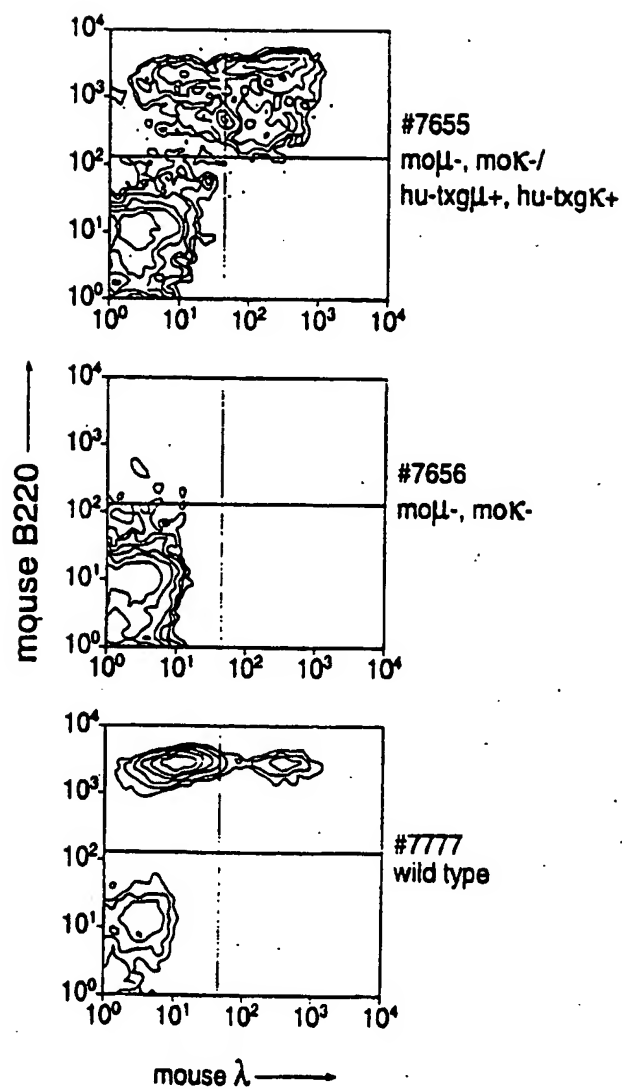 10⁴
10³
10²
10¹
10⁰
10⁰ 10¹ 10² 10³ 10⁴
#7655
moμ-, moκ-/
hu-txgμ+, hu-txgκ+
10⁴
10³
10²
10¹
10⁰
10⁰ 10¹ 10² 10³ 10⁴
#7656
moμ-, moκ-
10⁴
10³
10²
10¹
10⁰
10⁰ 10¹ 10² 10³ 10⁴
#7777
wild type
mouse B220
mouse λ